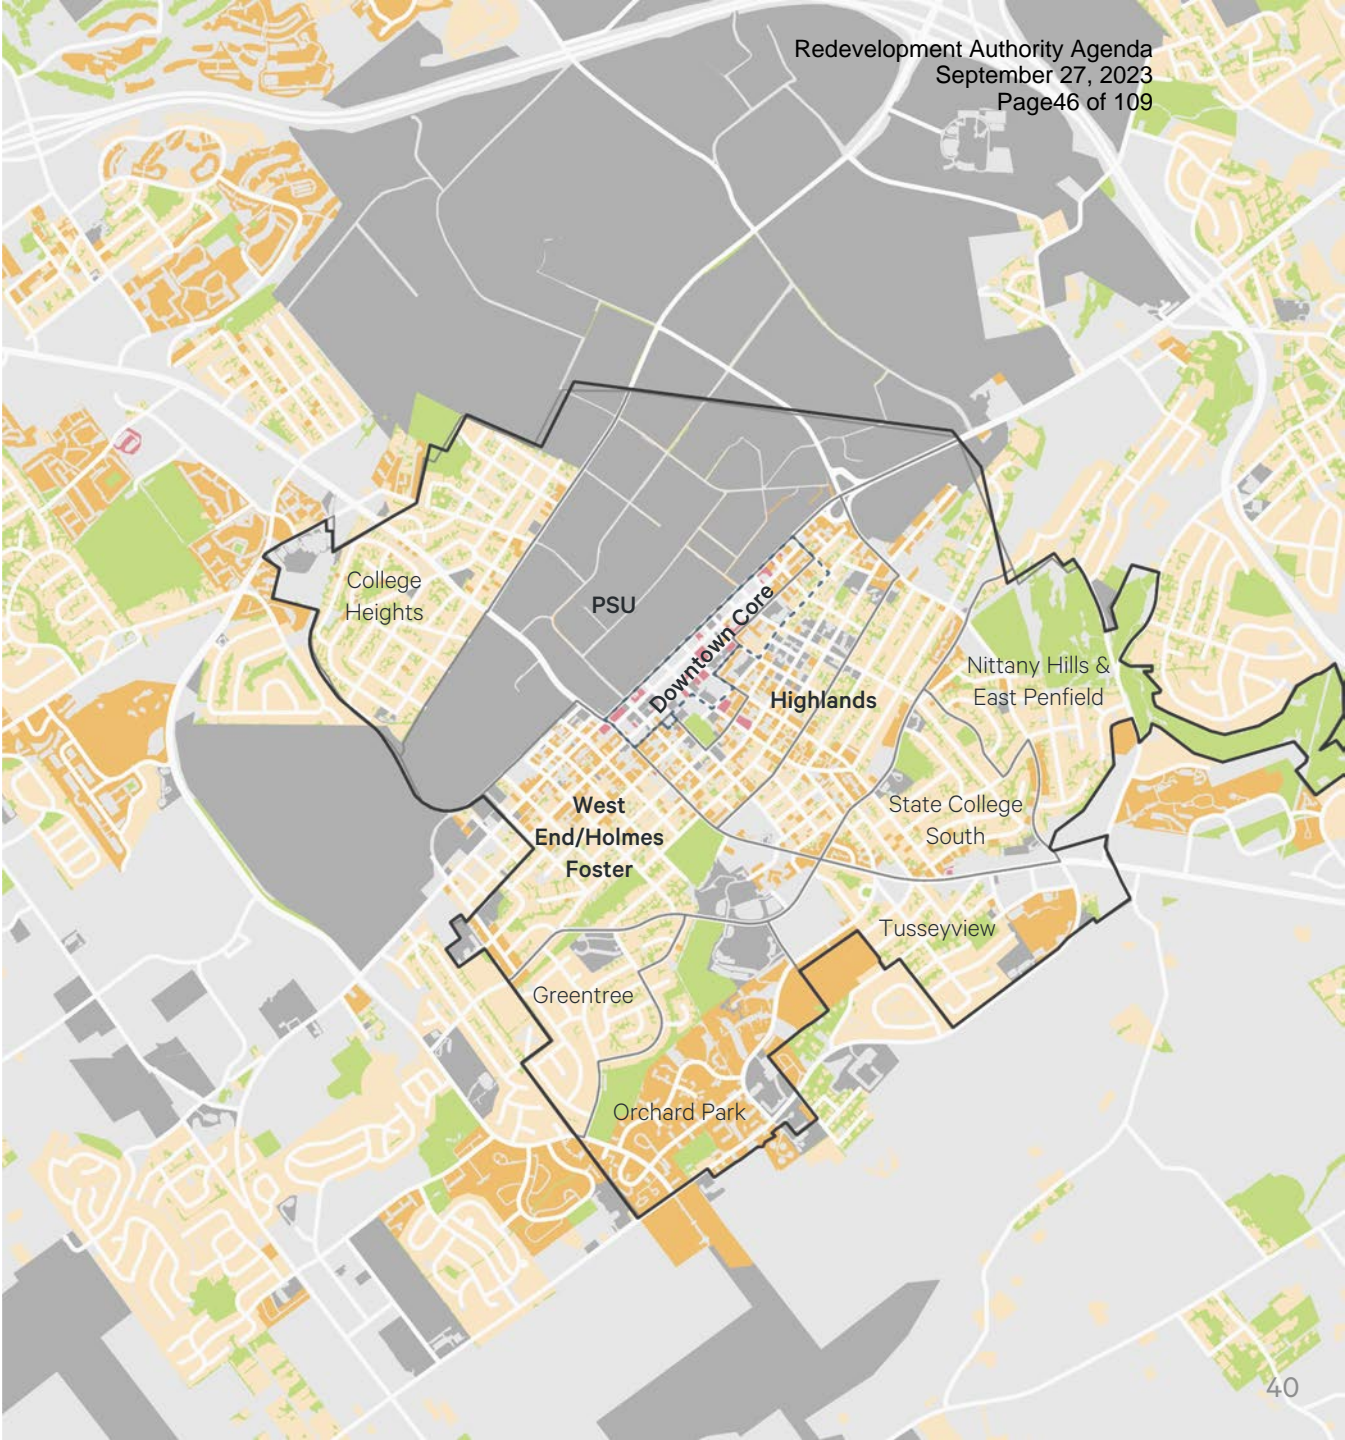 Redevelopment Authority Agenda
September 27, 2023
Page46 of 109
College
Heights
PSU
Downtown Core
Nittany Hills &
East Penfield
Highlands
West
End/Holmes
Foster
State College
South
Tusseyview
Greentree
Orchard Park
40